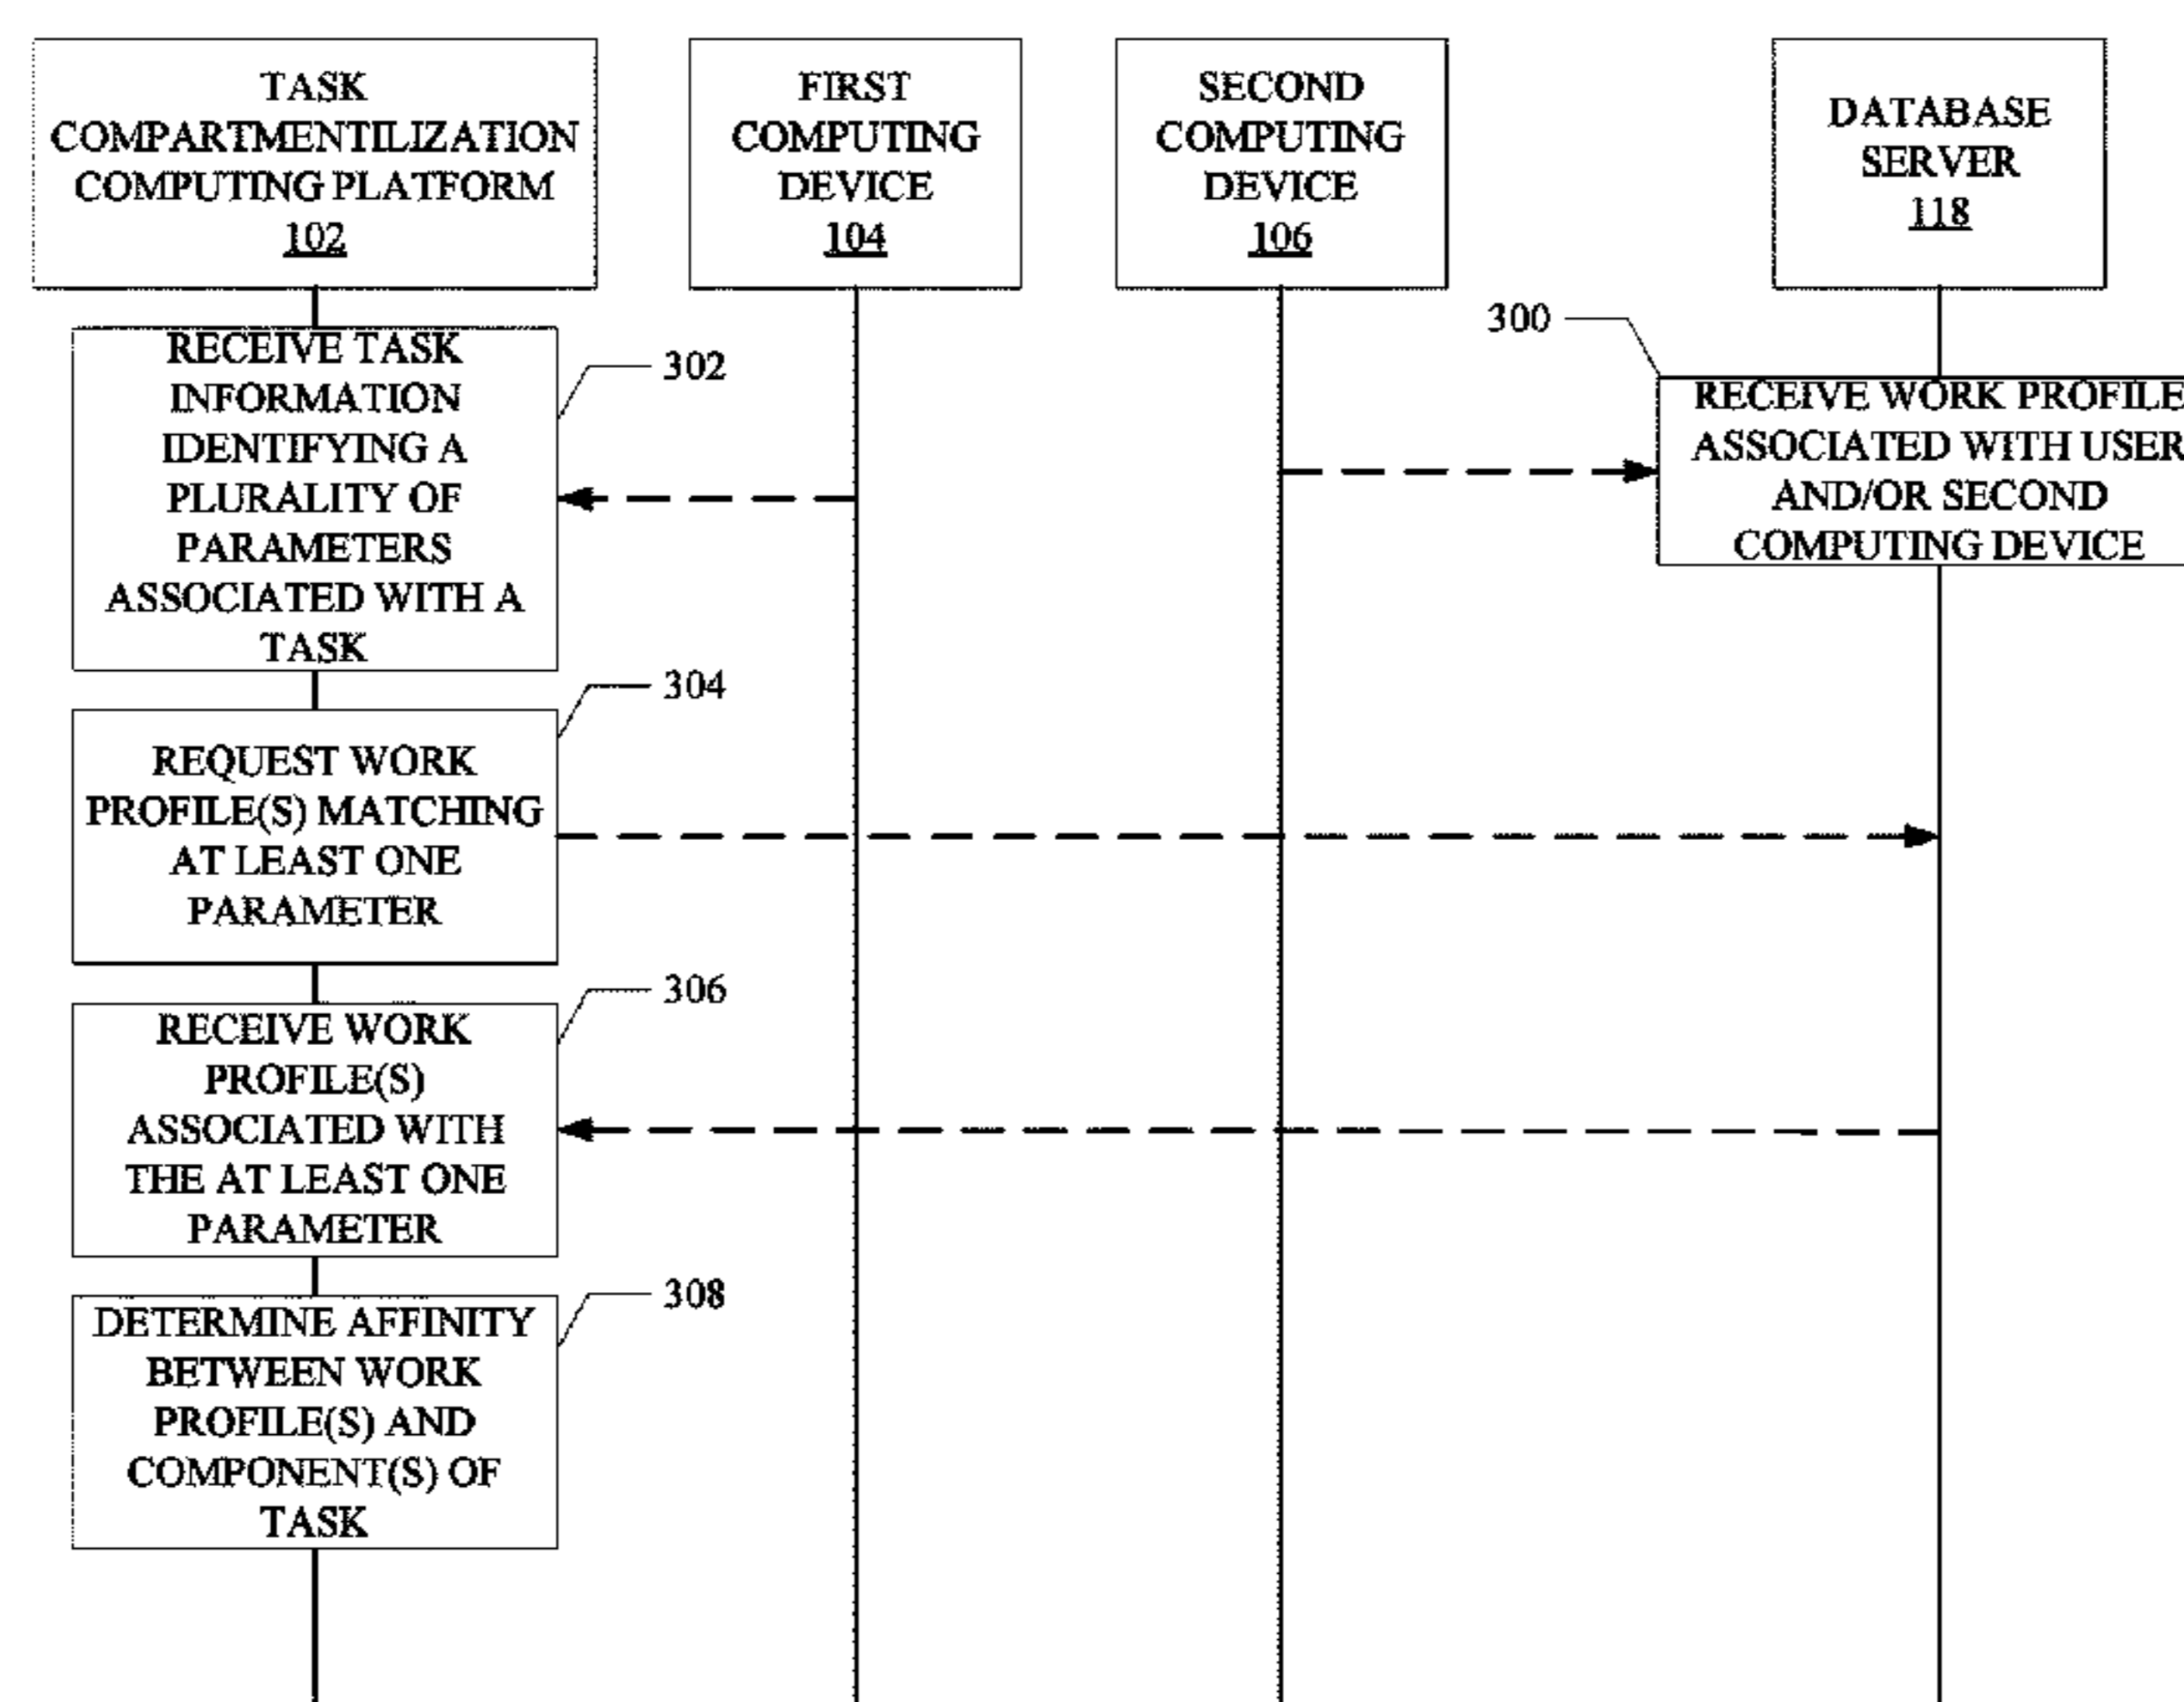 TASK
COMPARTMENTILIZATION
COMPUTING PLATFORM
102
FIRST
COMPUTING
DEVICE
104
SECOND
COMPUTING
DEVICE
106
DATABASE
SERVER
118
300
RECEIVE WORK PROFILE
ASSOCIATED WITH USER
AND/OR SECOND
COMPUTING DEVICE
RECEIVE TASK
INFORMATION
IDENTIFYING A
PLURALITY OF
PARAMETERS
ASSOCIATED WITH A
TASK
302
REQUEST WORK
PROFILE(S) MATCHING
AT LEAST ONE
PARAMETER
304
RECEIVE WORK
PROFILE(S)
ASSOCIATED WITH
THE AT LEAST ONE
PARAMETER
306
DETERMINE AFFINITY
BETWEEN WORK
PROFILE(S) AND
COMPONENT(S) OF
TASK
308